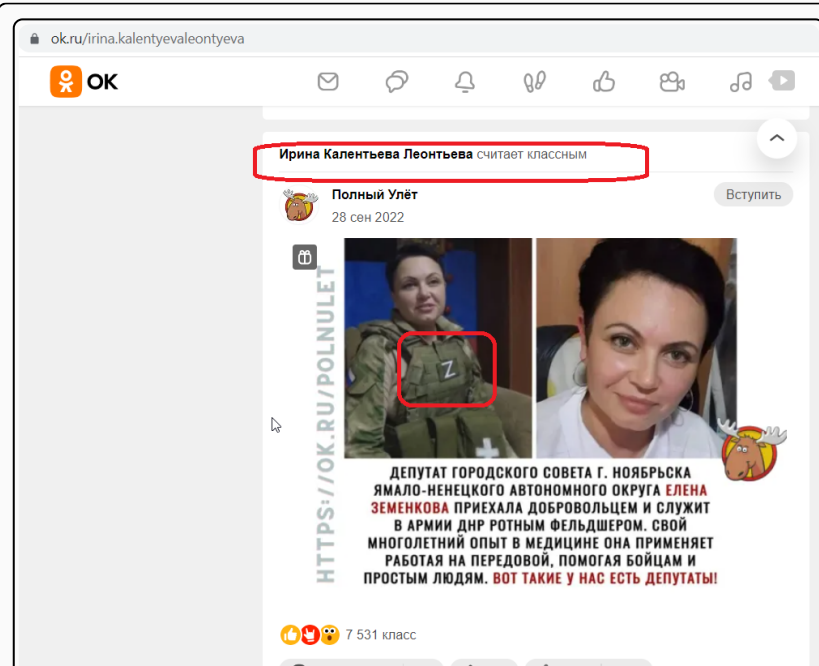 ok.ru/irina.kalentyevaleontyeva
OK
Ирина Калентьева Леонтьева считает классным
Полный Улёт
Вступить
28 сен 2022
HTTPS://OK.RU/POLNULET
Z
ДЕПУТАТ ГОРОДСКОГО СОВЕТА Г. НОЯБРЬСКА
ЯМАЛО-НЕНЕЦКОГО АВТОНОМНОГО ОКРУГА ЕЛЕНА
ЗЕМЕНКОВА ПРИЕХАЛА ДОБРОВОЛЬЦЕМ И СЛУЖИТ
В АРМИИ ДНР РОТНЫМ ФЕЛЬДШЕРОМ. СВОЙ
МНОГОЛЕТНИЙ ОПЫТ В МЕДИЦИНЕ ОНА ПРИМЕНЯЕТ
РАБОТАЯ НА ПЕРЕДОВОЙ, ПОМОГАЯ БОЙЦАМ И
ПРОСТЫМ ЛЮДЯМ. ВОТ ТАКИЕ У НАС ЕСТЬ ДЕПУТАТЫ!
7 531 класс